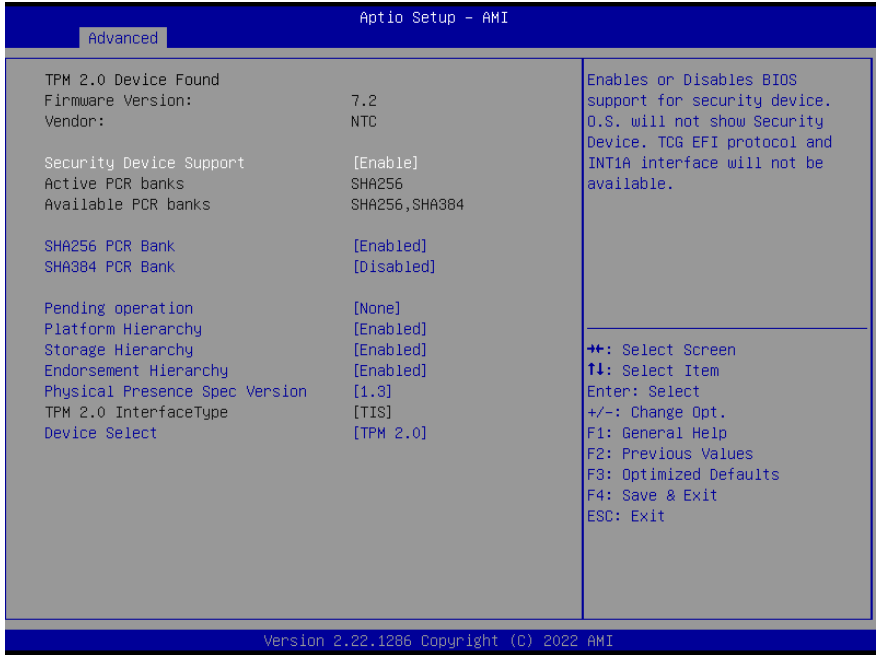 Aptio Setup – AMI
Advanced
TPM 2.0 Device Found
Firmware Version: 7.2
Vendor: NTC
Security Device Support [Enable]
Active PCR banks SHA256
Available PCR banks SHA256,SHA384
SHA256 PCR Bank [Enabled]
SHA384 PCR Bank [Disabled]
Pending operation [None]
Platform Hierarchy [Enabled]
Storage Hierarchy [Enabled]
Endorsement Hierarchy [Enabled]
Physical Presence Spec Version [1.3]
TPM 2.0 InterfaceType [TIS]
Device Select [TPM 2.0]
Enables or Disables BIOS
support for security device.
O.S. will not show Security
Device. TCG EFI protocol and
INT1A interface will not be
available.
→←: Select Screen
↑↓: Select Item
Enter: Select
+/-: Change Opt.
F1: General Help
F2: Previous Values
F3: Optimized Defaults
F4: Save & Exit
ESC: Exit
Version 2.22.1286 Copyright (C) 2022 AMI